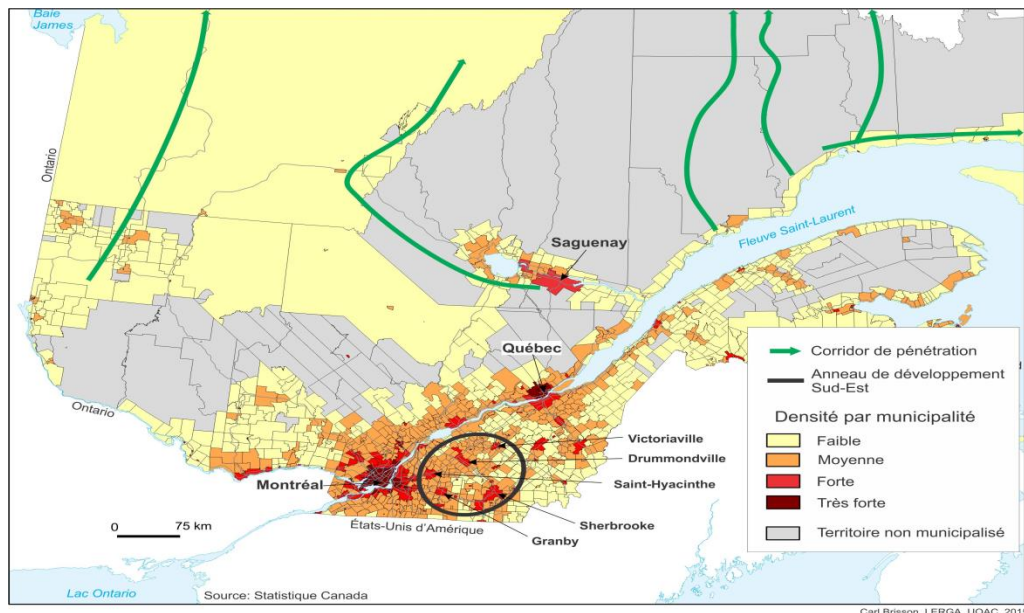 Baie
James
Ontario
Saguenay
Fleuve Saint-Laurent
Québec
Ontario
Victoriaville
Drummondville
Montréal
Saint-Hyacinthe
Sherbrooke
États-Unis d'Amérique
Granby
0 75 km
Lac Ontario
Source: Statistique Canada
Corridor de pénétration
Anneau de développement
Sud-Est
Densité par municipalité
Faible
Moyenne
Forte
Très forte
Territoire non municipalisé
Carl Brisson, LERGA, UQAC